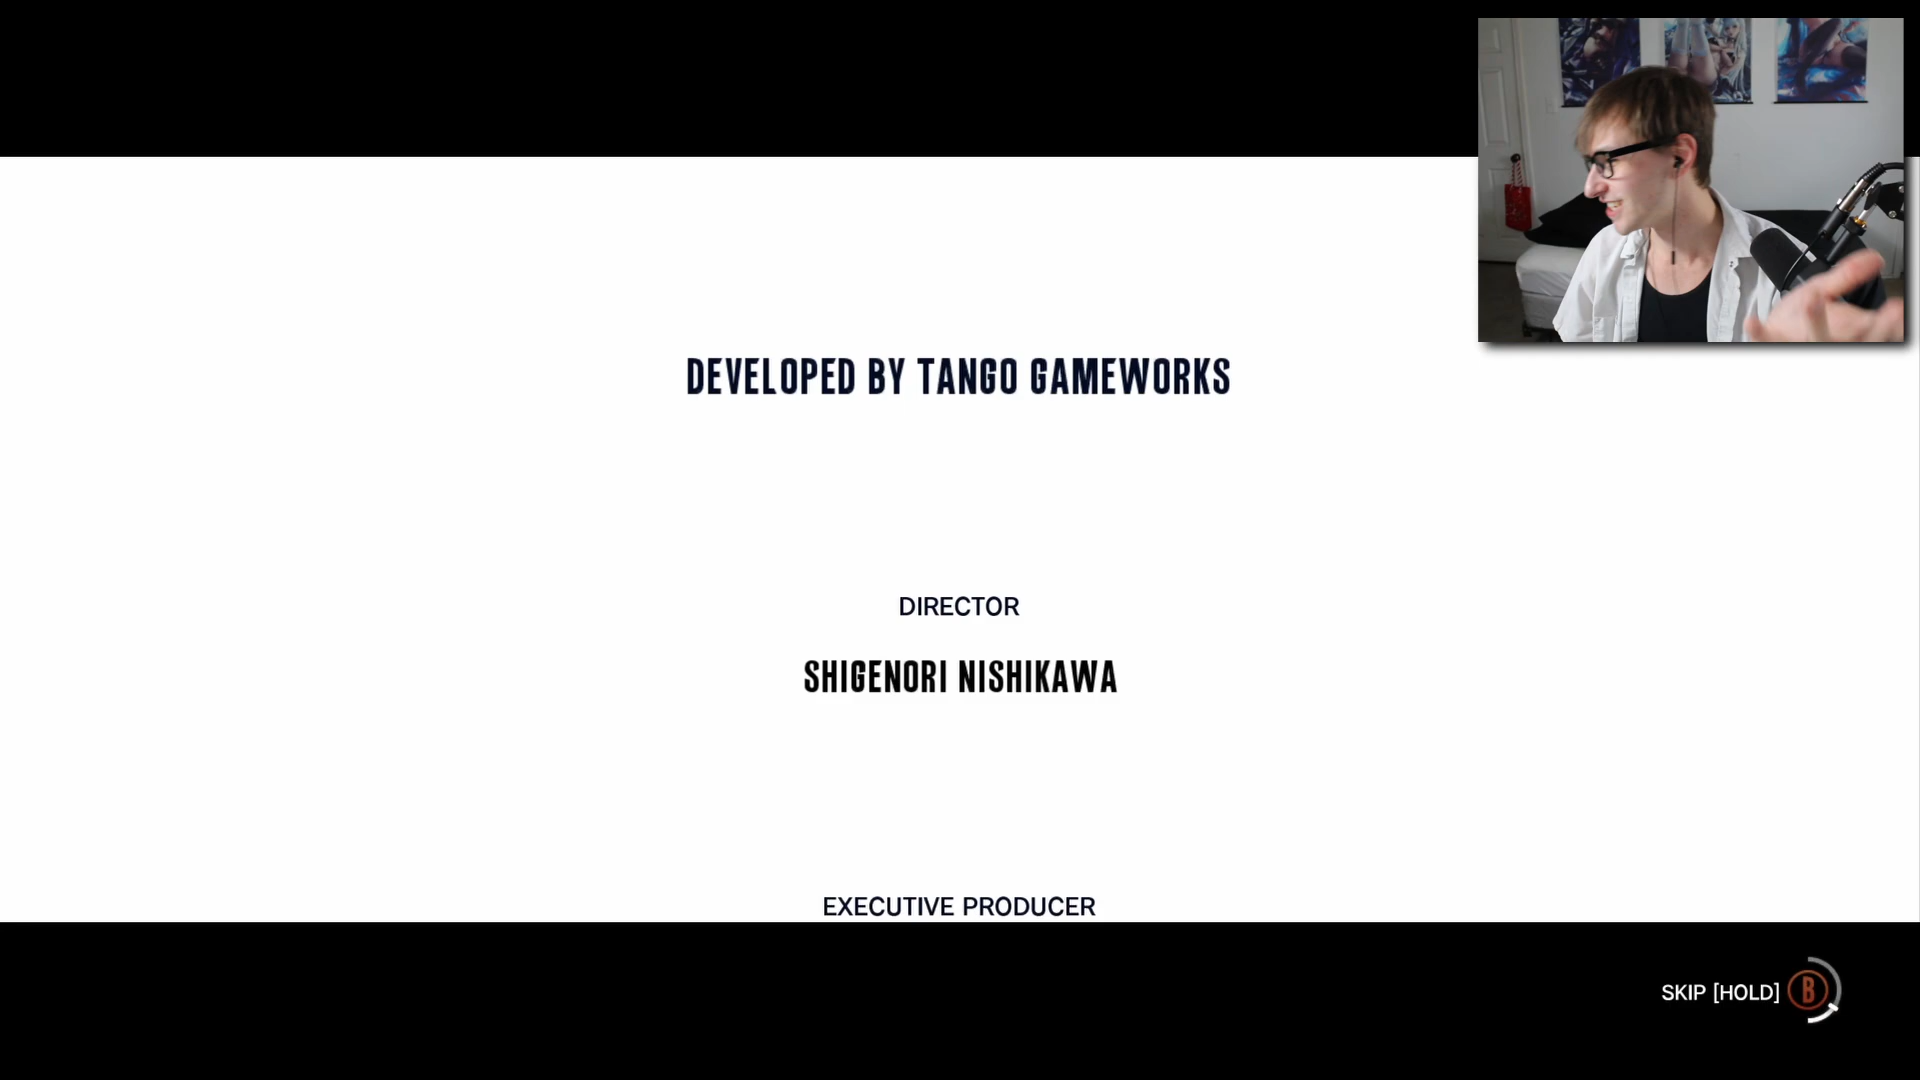 DEVELOPED BY TANGO GAMEWORKS
DIRECTOR
SHIGENORI NISHIKAWA
EXECUTIVE PRODUCER
SKIP [HOLD] B